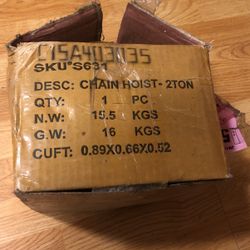 C15A403035
SKU'S631
DESC: CHAIN HOIST-2TON
QTY: 1 PC
N.W: 15.5 KGS
G.W: 16 KGS
CUFT: 0.89X0.66X0.52